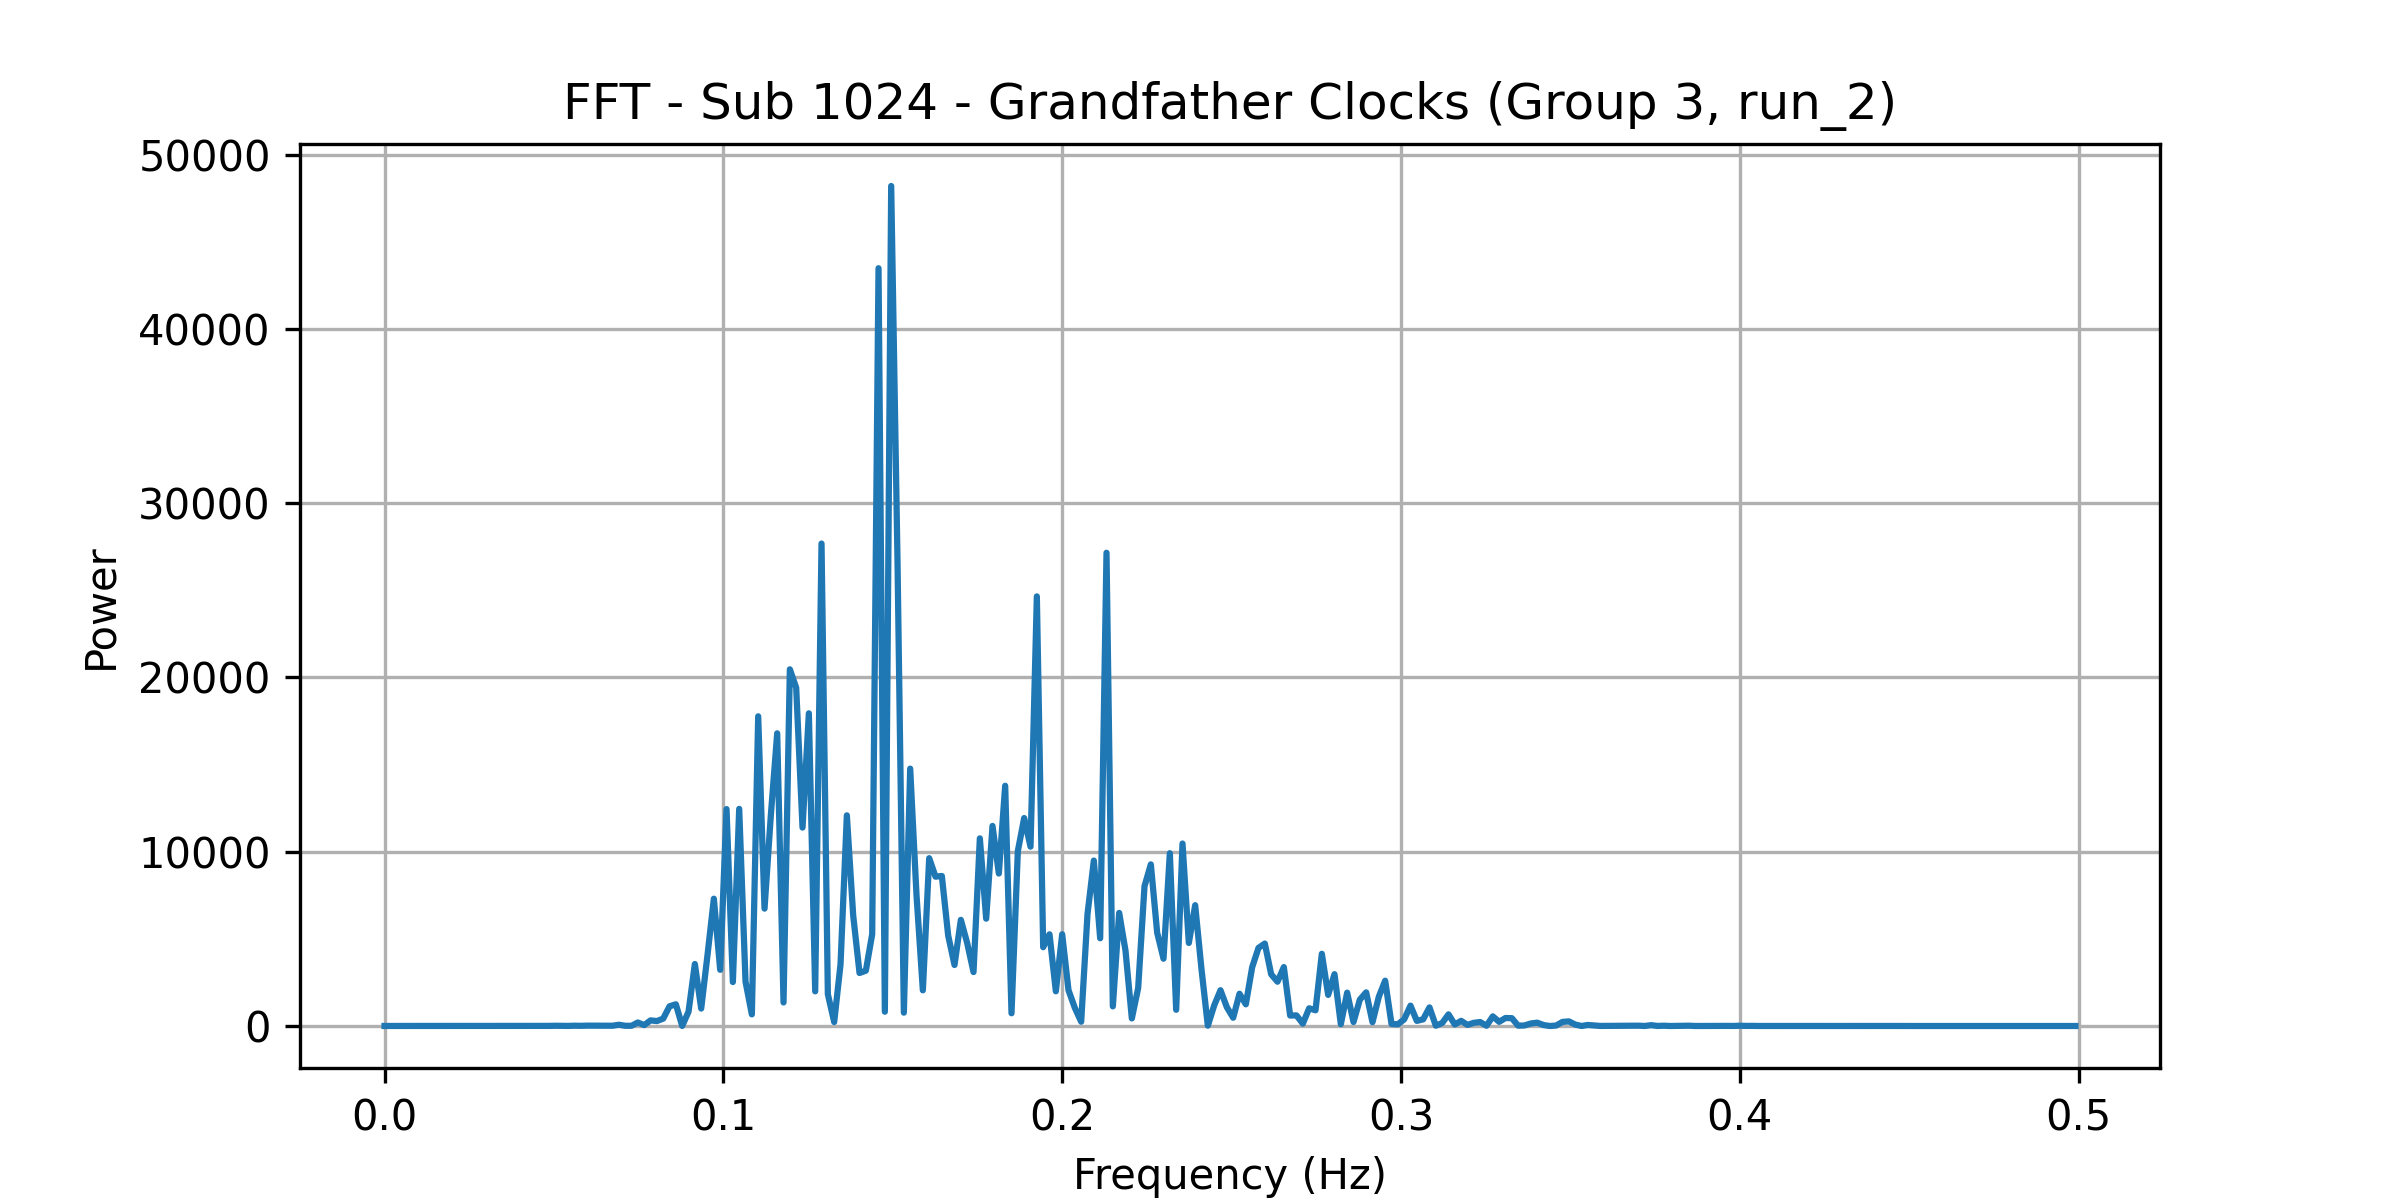 FFT - Sub 1024 - Grandfather Clocks (Group 3, run_2)
50000
40000
30000
20000
10000
0
Power
0.0 0.1 0.2 0.3 0.4 0.5
Frequency (Hz)